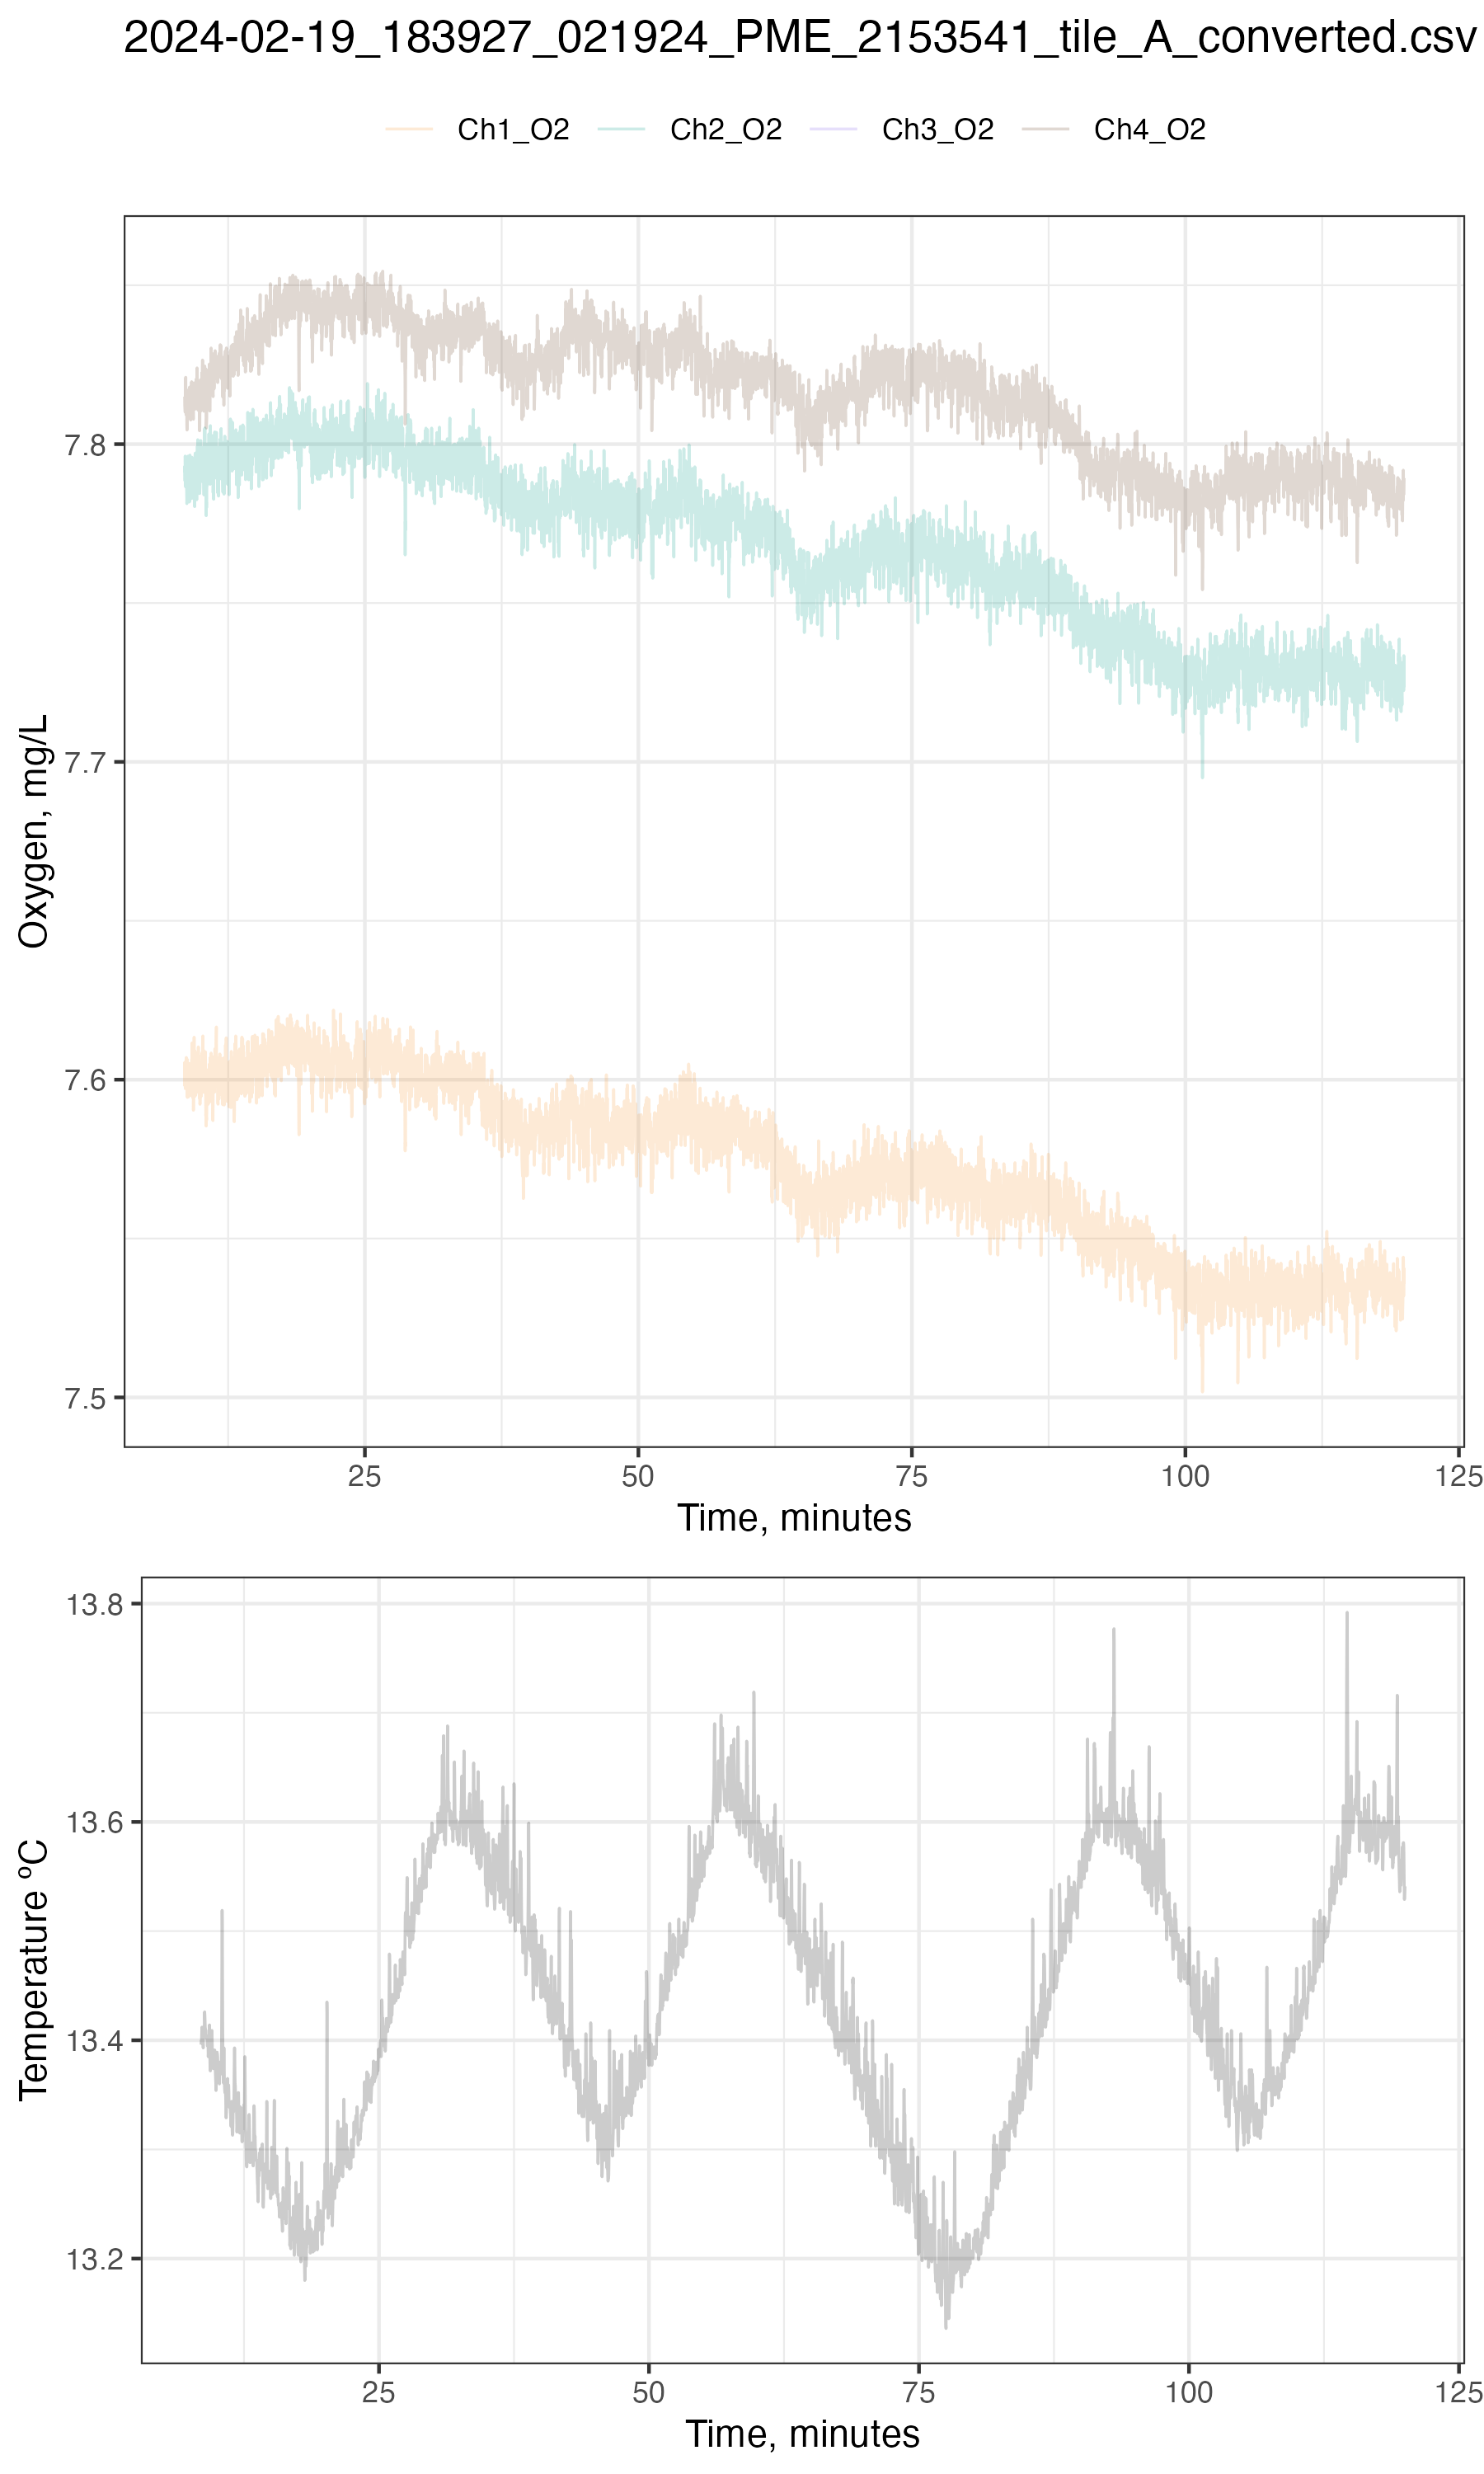 2024-02-19_183927_021924_PME_2153541_tile_A_converted.csv
Ch1_O2 Ch2_O2 Ch3_O2 Ch4_O2
Oxygen, mg/L
7.8
7.7
7.6
7.5
25 50 75 100 125
Time, minutes
Temperature ºC
13.8
13.6
13.4
13.2
25 50 75 100 125
Time, minutes